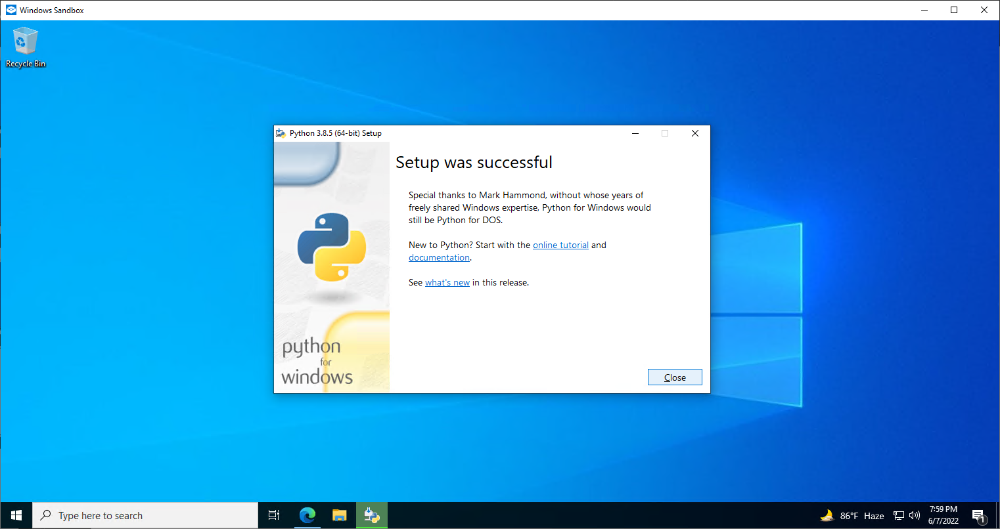 Windows Sandbox
Recycle Bin
Python 3.8.5 (64-bit) Setup
Setup was successful
Special thanks to Mark Hammond, without whose years of
freely shared Windows expertise, Python for Windows would
still be Python for DOS.
New to Python? Start with the online tutorial and
documentation.
See what's new in this release.
python
for
windows
Close
Type here to search
86°F Haze
7:59 PM
6/7/2022
1